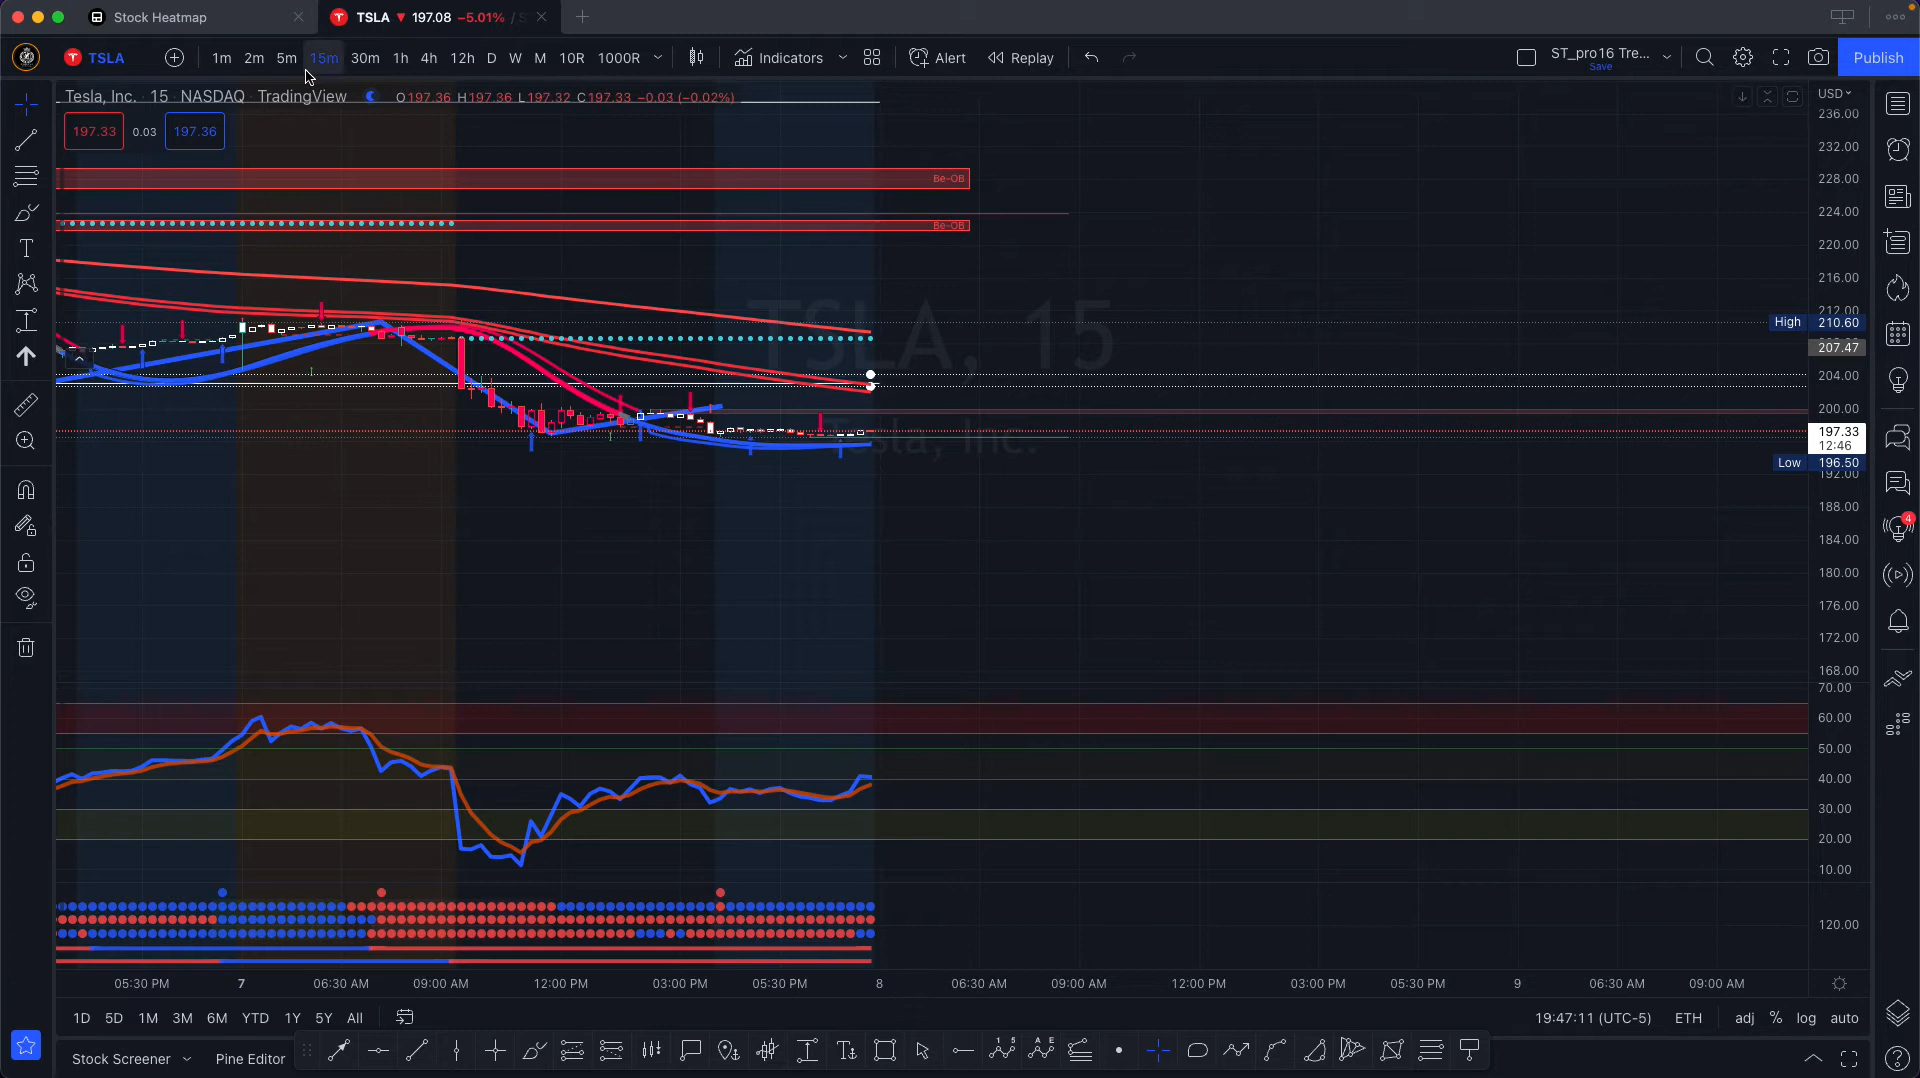 Stock Heatmap
TSLA ▼ 197.08 −5.01% /
TSLA 1m 2m 5m 15m 30m 1h 4h 12h D W M 10R 1000R Indicators Alert Replay ST_pro16 Tre... Save Publish
Tesla, Inc. · 15 · NASDAQ · TradingView O197.36 H197.36 L197.32 C197.33 −0.03 (−0.02%)
197.33 0.03 197.36
USD
236.00
232.00
Be-OB
228.00
224.00
Be-OB
220.00
216.00
212.00
TSLA, 15
High 210.60
207.47
204.00
200.00
Tesla, Inc.
197.33
12:46
Low 196.50
192.00
188.00
184.00
180.00
176.00
172.00
168.00
70.00
60.00
50.00
40.00
30.00
20.00
10.00
120.00
4
05:30 PM 7 06:30 AM 09:00 AM 12:00 PM 03:00 PM 05:30 PM 8 06:30 AM 09:00 AM 12:00 PM 03:00 PM 05:30 PM 9 06:30 AM 09:00 AM
1D 5D 1M 3M 6M YTD 1Y 5Y All 19:47:11 (UTC-5) ETH adj % log auto
Stock Screener Pine Editor